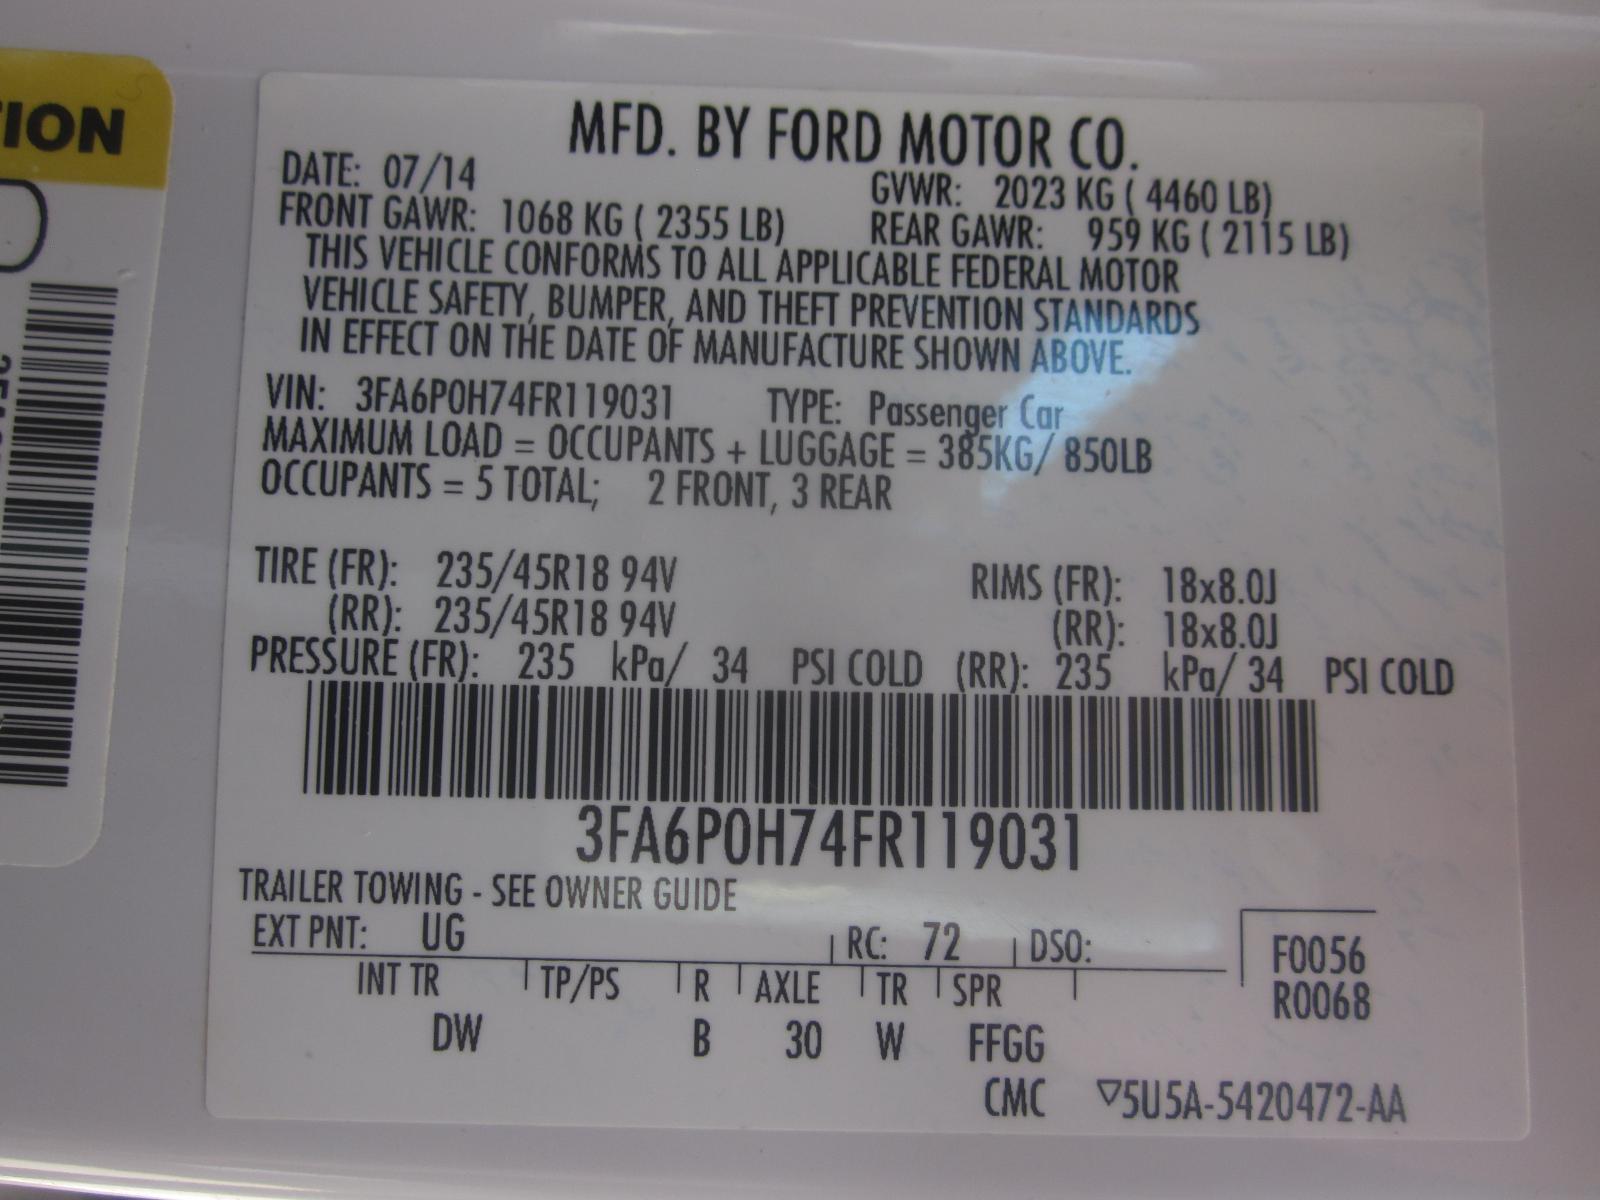 TION
MFD. BY FORD MOTOR CO.
DATE: 07/14 GVWR: 2023 KG ( 4460 LB)
FRONT GAWR: 1068 KG ( 2355 LB) REAR GAWR: 959 KG ( 2115 LB)
THIS VEHICLE CONFORMS TO ALL APPLICABLE FEDERAL MOTOR
VEHICLE SAFETY, BUMPER, AND THEFT PREVENTION STANDARDS
IN EFFECT ON THE DATE OF MANUFACTURE SHOWN ABOVE.
VIN: 3FA6P0H74FR119031 TYPE: Passenger Car
MAXIMUM LOAD = OCCUPANTS + LUGGAGE = 385KG/ 850LB
OCCUPANTS = 5 TOTAL; 2 FRONT, 3 REAR
TIRE (FR): 235/45R18 94V RIMS (FR): 18x8.0J
(RR): 235/45R18 94V (RR): 18x8.0J
PRESSURE (FR): 235 kPa/ 34 PSI COLD (RR): 235 kPa/ 34 PSI COLD
3FA6P0H74FR119031
TRAILER TOWING - SEE OWNER GUIDE
EXT PNT: UG RC: 72 DSO: F0056
INT TR TP/PS R AXLE TR SPR R0068
DW B 30 W FFGG
CMC ▽5U5A-5420472-AA